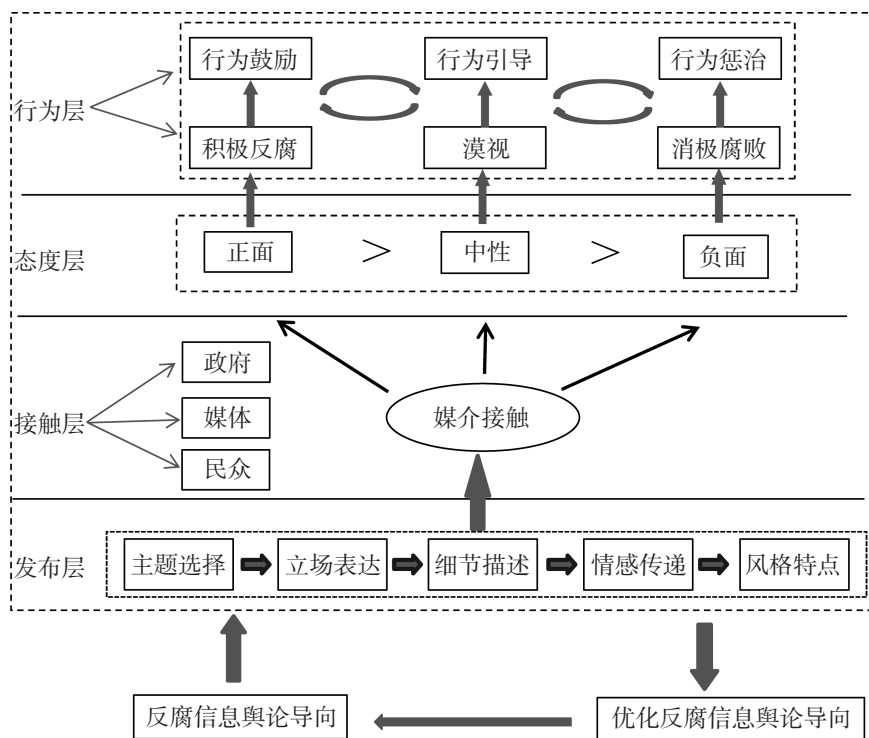 行为鼓励
行为引导
行为惩治
行为层
积极反腐
漠视
消极腐败
态度层
正面
>
中性
>
负面
政府
接触层
媒体
媒介接触
民众
发布层
主题选择
立场表达
细节描述
情感传递
风格特点
反腐信息舆论导向
优化反腐信息舆论导向